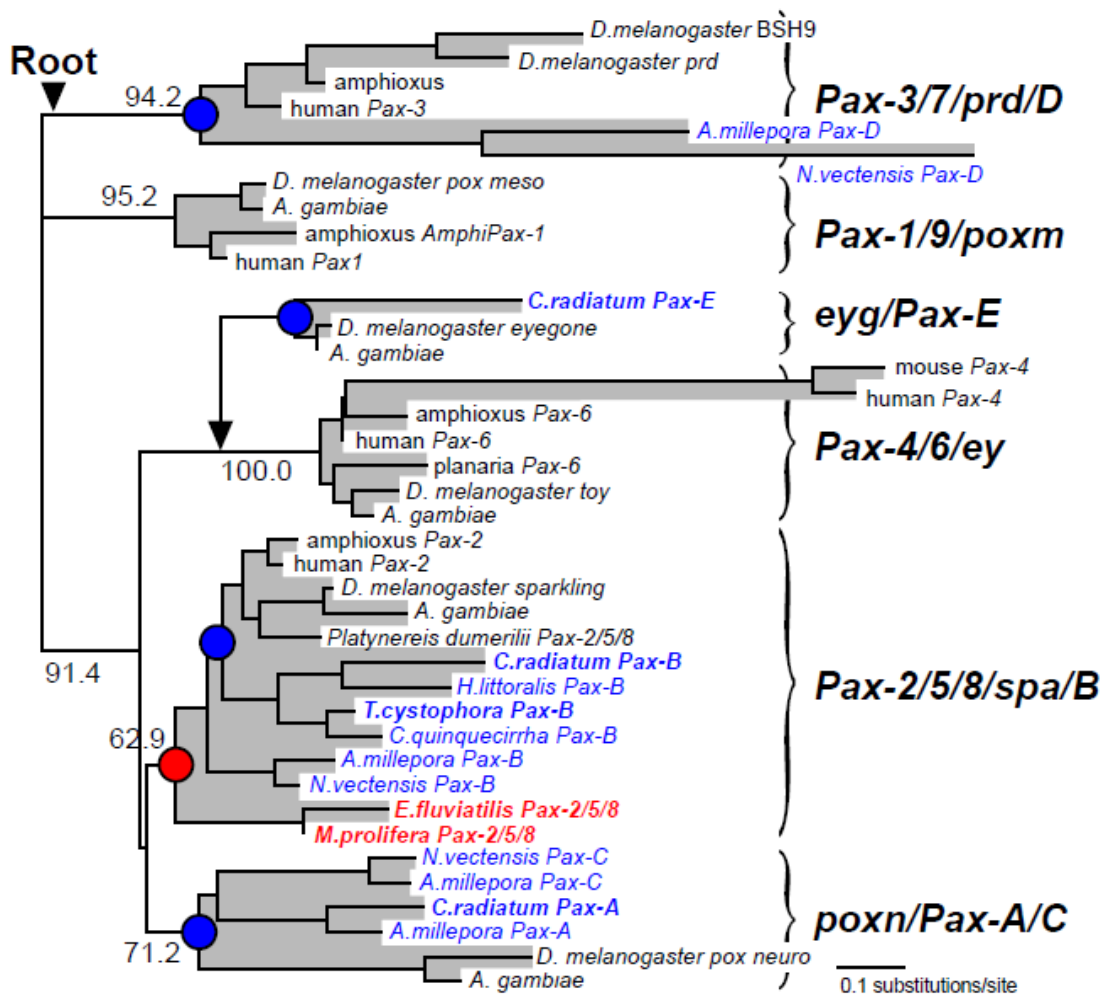 Root
94.2
D.melanogaster BSH9
D.melanogaster prd
amphioxus
human Pax-3
A.millepora Pax-D
N.vectensis Pax-D
Pax-3/7/prd/D
95.2
D. melanogaster pox meso
A. gambiae
amphioxus AmphiPax-1
human Pax1
Pax-1/9/poxm
C.radiatum Pax-E
D. melanogaster eyegone
A. gambiae
eyg/Pax-E
100.0
mouse Pax-4
human Pax-4
amphioxus Pax-6
human Pax-6
planaria Pax-6
D. melanogaster toy
A. gambiae
Pax-4/6/ey
91.4
62.9
amphioxus Pax-2
human Pax-2
D. melanogaster sparkling
A. gambiae
Platynereis dumerilii Pax-2/5/8
C.radiatum Pax-B
H.littoralis Pax-B
T.cystophora Pax-B
C.quinquecirrha Pax-B
A.millepora Pax-B
N.vectensis Pax-B
E.fluviatilis Pax-2/5/8
M.prolifera Pax-2/5/8
Pax-2/5/8/spa/B
71.2
N.vectensis Pax-C
A.millepora Pax-C
C.radiatum Pax-A
A.millepora Pax-A
D. melanogaster pox neuro
A. gambiae
poxn/Pax-A/C
0.1 substitutions/site